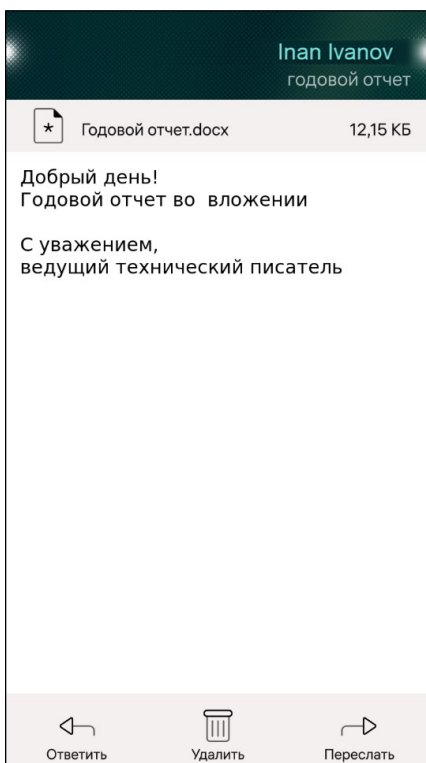 Inan Ivanov
годовой отчет
Годовой отчет.docx 12,15 КБ
Добрый день!
Годовой отчет во вложении
С уважением,
ведущий технический писатель
Ответить Удалить Переслать